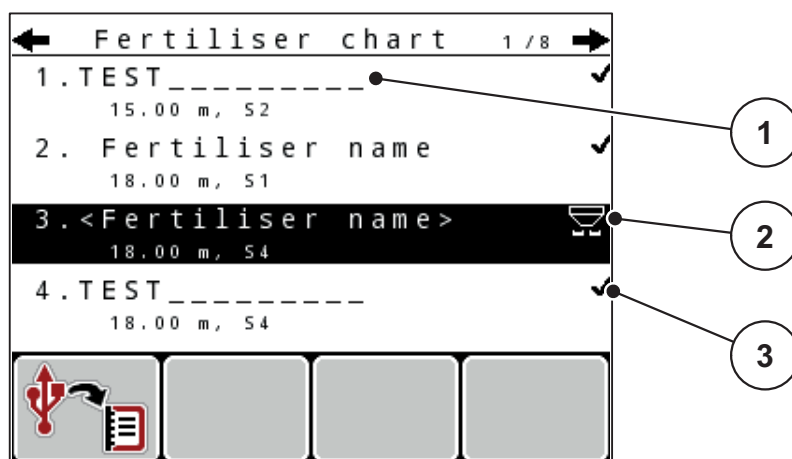 Fertiliser chart 1/8
1.TEST_________
15.00 m, S2
2. Fertiliser name
18.00 m, S1
3.<Fertiliser name>
18.00 m, S4
4.TEST_________
18.00 m, S4
1
2
3